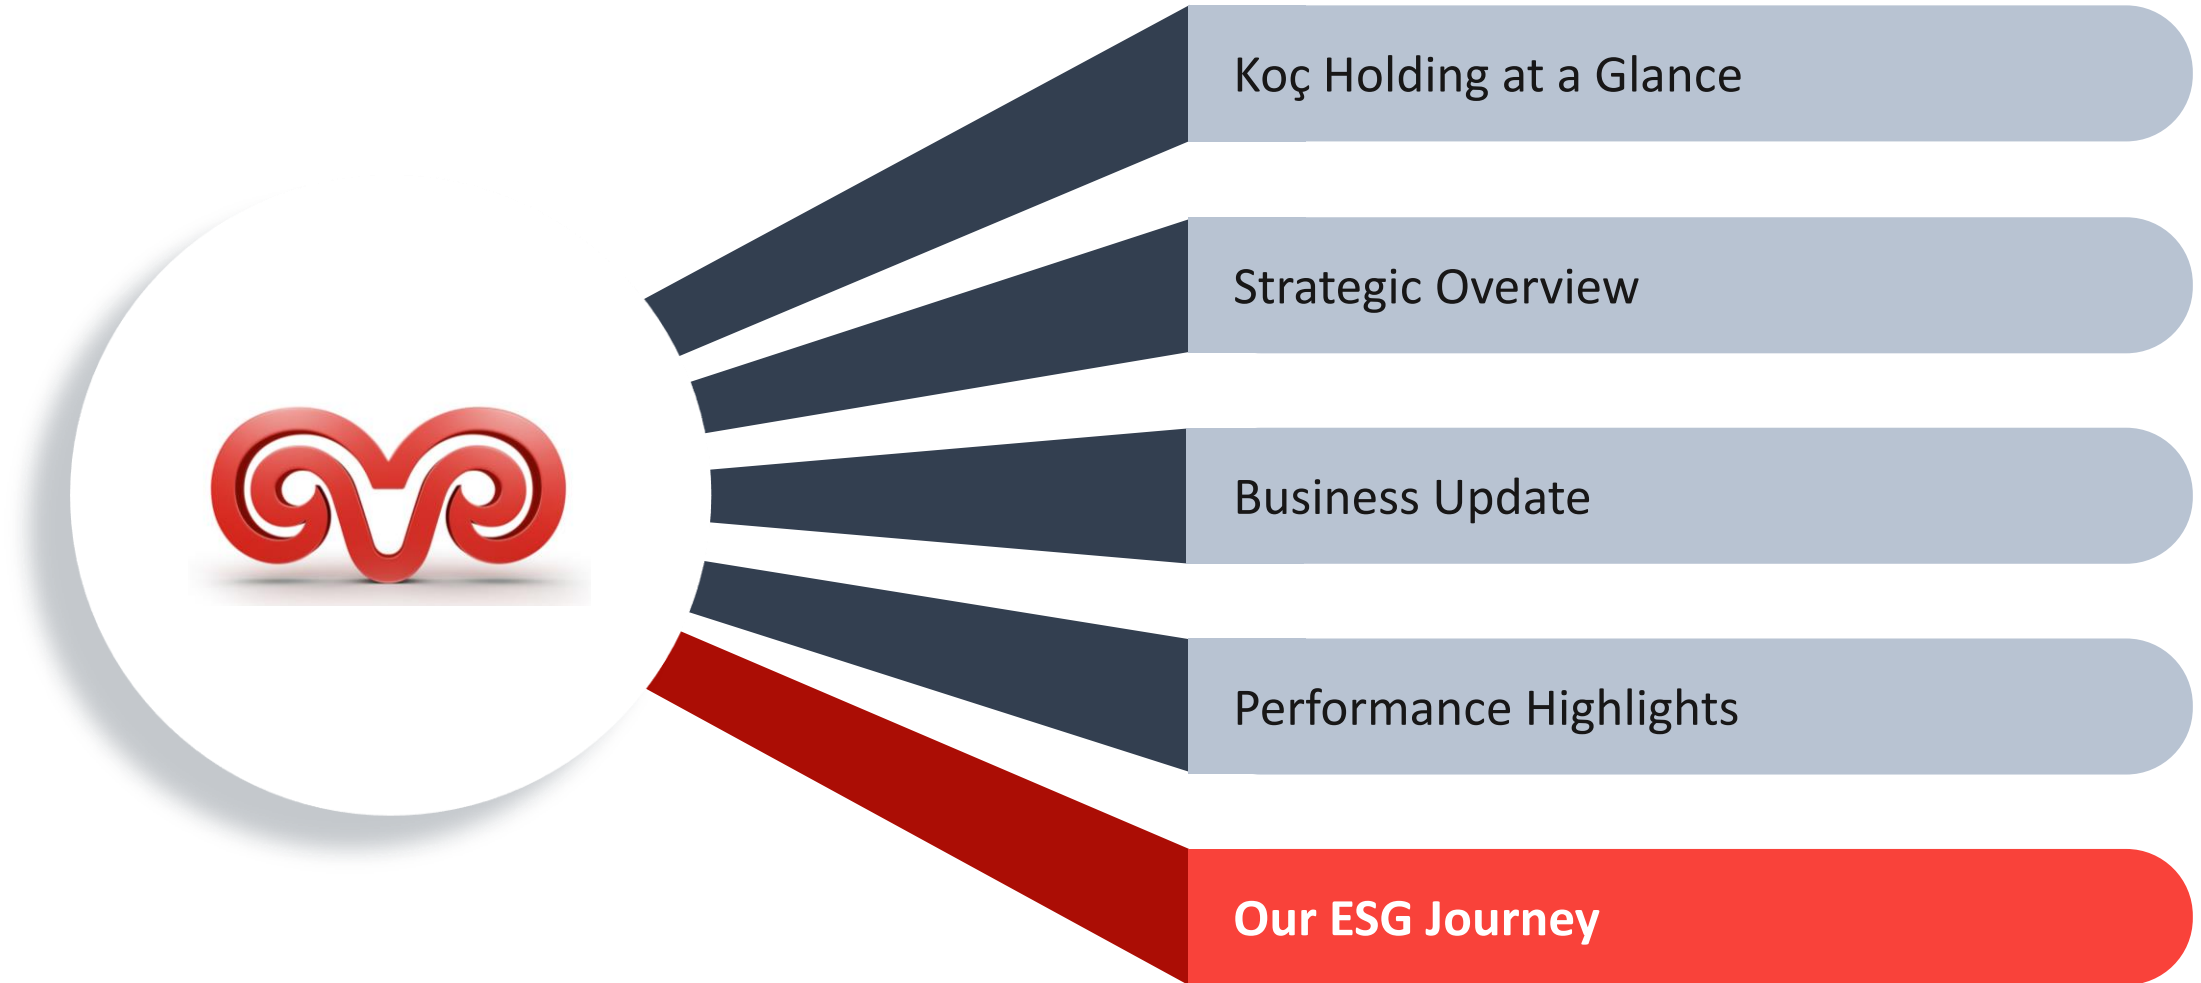 Koç Holding at a Glance
Strategic Overview
Business Update
Performance Highlights
Our ESG Journey